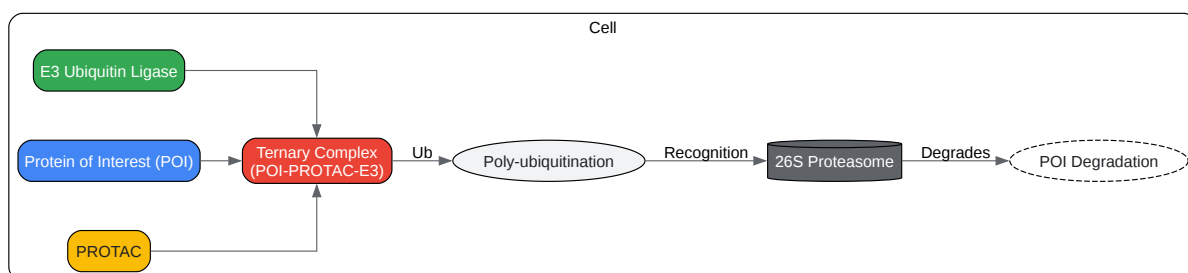 Cell
E3 Ubiquitin Ligase
Protein of Interest (POI)
PROTAC
Ternary Complex
(POI-PROTAC-E3)
Ub
Poly-ubiquitination
Recognition
26S Proteasome
Degrades
POI Degradation